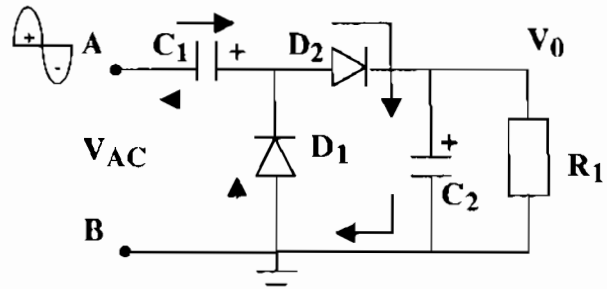 +
-
A
C1
+
D2
V0
VAC
D1
+
C2
R1
B